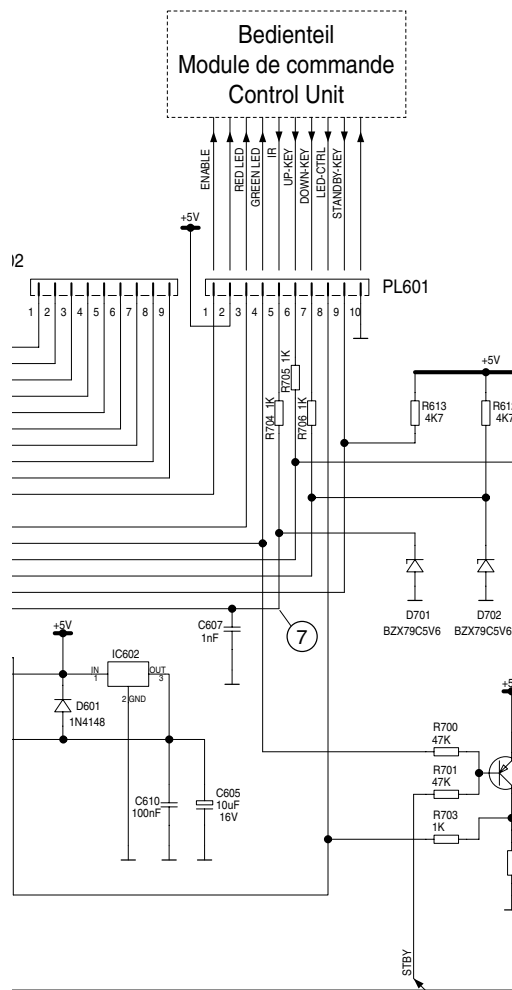 Bedienteil
Module de commande
Control Unit
ENABLE
RED LED
GREEN LED
IR
UP-KEY
DOWN-KEY
LED-CTRL
STANDBY-KEY
+5V
02
PL601
1 2 3 4 5 6 7 8 9
1 2 3 4 5 6 7 8 9 10
R704 1K
R705 1K
R706 1K
+5V
R613
4K7
R612
4K7
D701
BZX79C5V6
D702
BZX79C5V6
C607
1nF
7
+5V
IC602
IN
1
OUT
3
2 GND
D601
1N4148
C610
100nF
C605
10uF
16V
+5
R700
47K
R701
47K
R703
1K
STBY